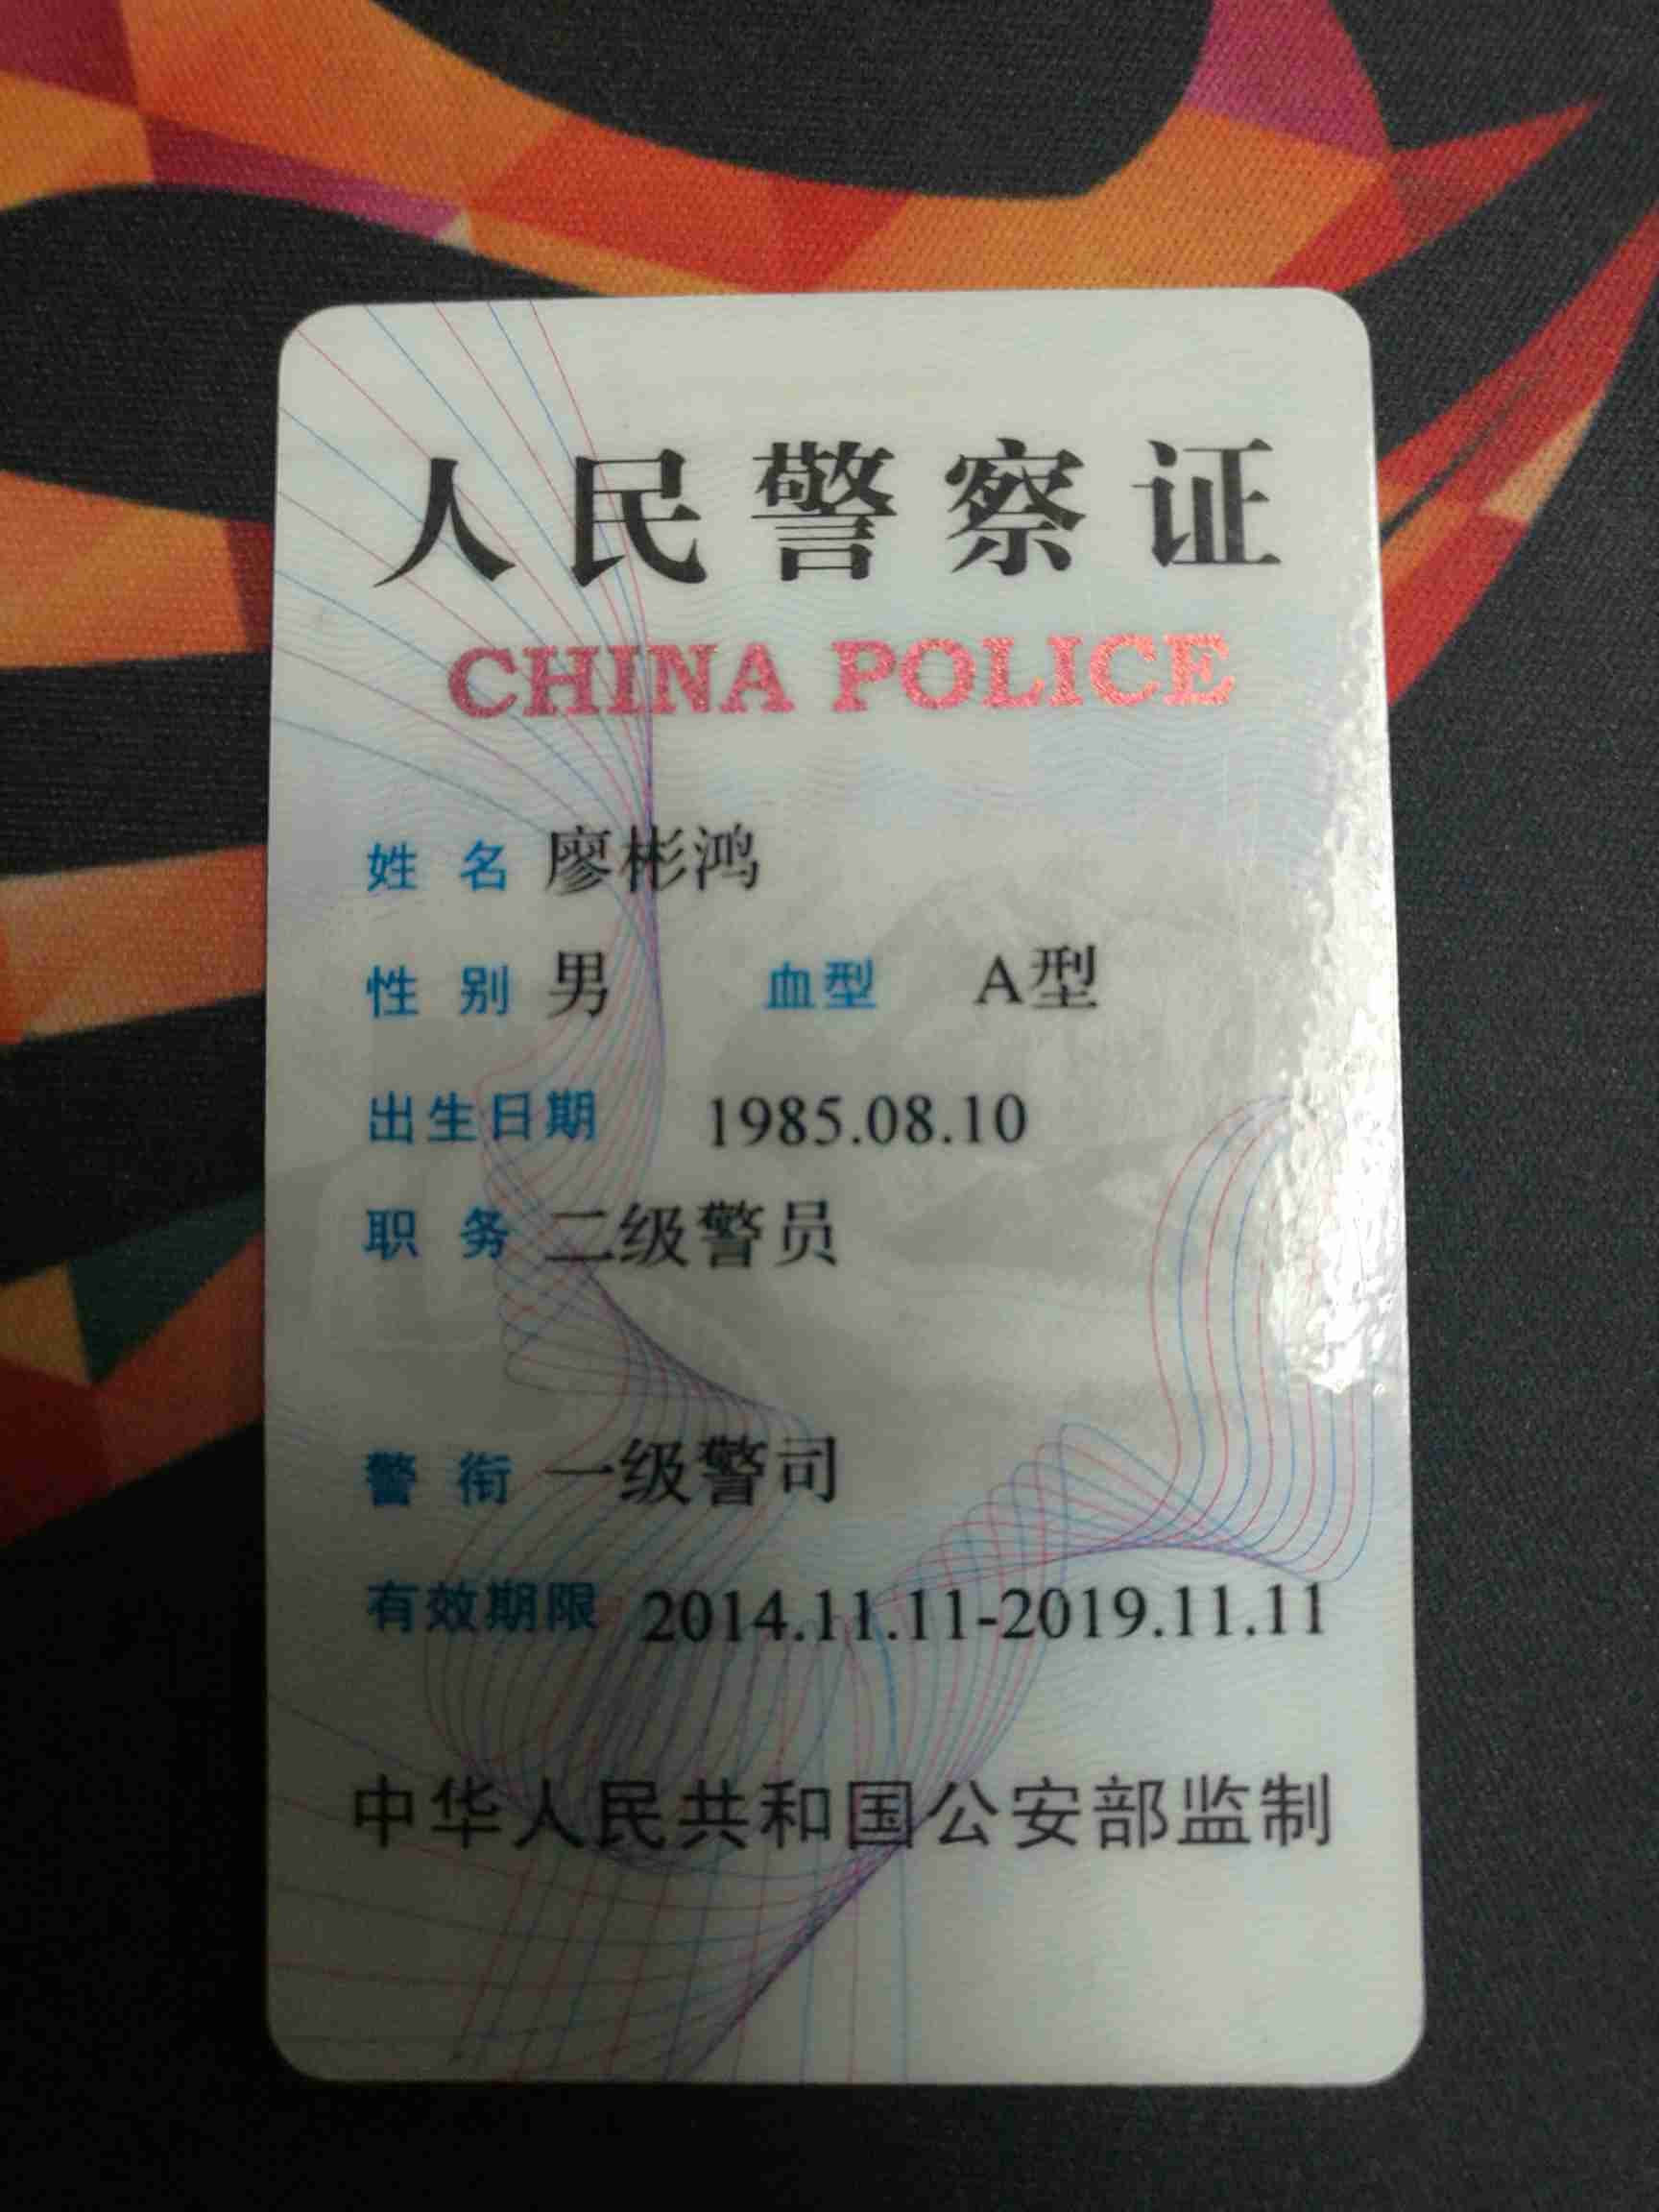 人民警察证
CHINA POLICE
姓名 廖彬鸿
性别 男 血型 A型
出生日期 1985.08.10
职务 二级警员
警衔 一级警司
有效期限 2014.11.11-2019.11.11
中华人民共和国公安部监制